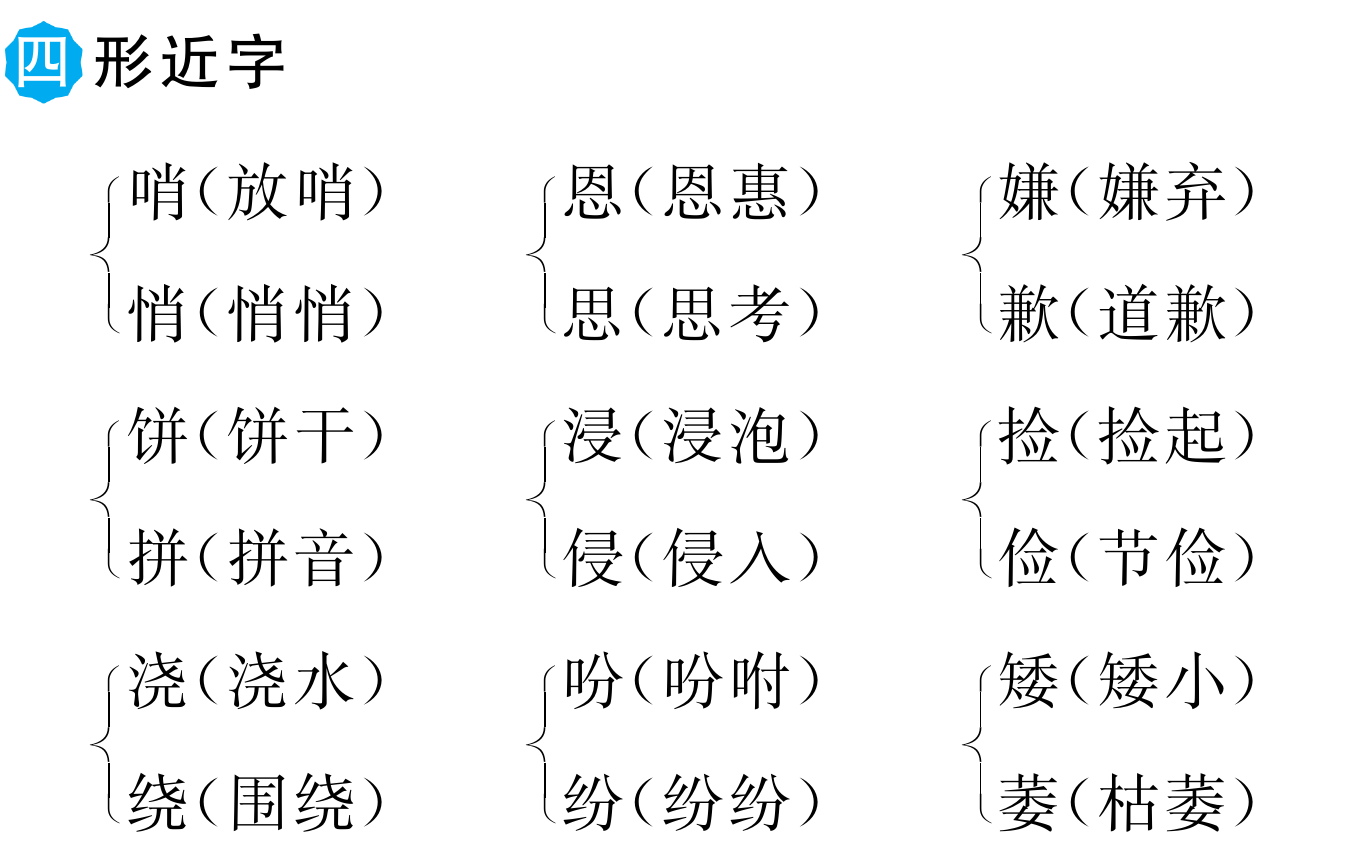 四 形近字
哨(放哨) 恩(恩惠) 嫌(嫌弃)
悄(悄悄) 思(思考) 歉(道歉)
饼(饼干) 浸(浸泡) 捡(捡起)
拼(拼音) 侵(侵入) 俭(节俭)
浇(浇水) 吩(吩咐) 矮(矮小)
绕(围绕) 纷(纷纷) 萎(枯萎)